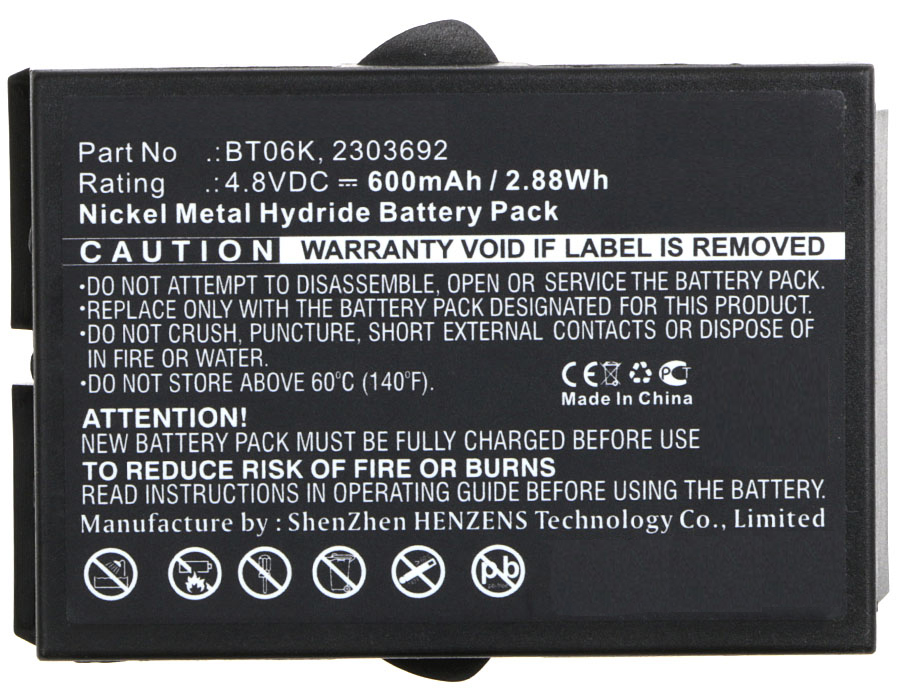 Part No .: BT06K, 2303692
Rating .: 4.8VDC ⎓ 600mAh / 2.88Wh
Nickel Metal Hydride Battery Pack
CAUTION WARRANTY VOID IF LABEL IS REMOVED
•DO NOT ATTEMPT TO DISASSEMBLE, OPEN OR SERVICE THE BATTERY PACK.
•REPLACE ONLY WITH THE BATTERY PACK DESIGNATED FOR THIS PRODUCT.
•DO NOT CRUSH, PUNCTURE, SHORT EXTERNAL CONTACTS OR DISPOSE OF
IN FIRE OR WATER.
•DO NOT STORE ABOVE 60°C (140°F).
CE PCT
Made In China
ATTENTION!
NEW BATTERY PACK MUST BE FULLY CHARGED BEFORE USE
TO REDUCE RISK OF FIRE OR BURNS
READ INSTRUCTIONS IN OPERATING GUIDE BEFORE USING THE BATTERY.
Manufacture by : ShenZhen HENZENS Technology Co., Limited
Pb